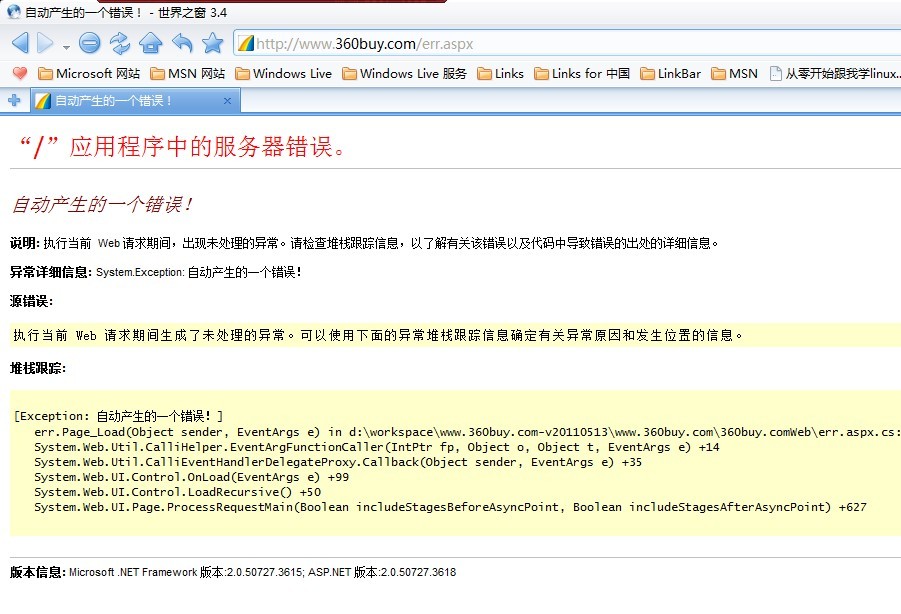 自动产生的一个错误！ - 世界之窗 3.4
http://www.360buy.com/err.aspx
Microsoft 网站 MSN 网站 Windows Live Windows Live 服务 Links Links for 中国 LinkBar MSN 从零开始跟我学linux...
自动产生的一个错误！
“/”应用程序中的服务器错误。
自动产生的一个错误！
说明: 执行当前 Web 请求期间，出现未处理的异常。请检查堆栈跟踪信息，以了解有关该错误以及代码中导致错误的出处的详细信息。
异常详细信息: System.Exception: 自动产生的一个错误！
源错误:
执行当前 Web 请求期间生成了未处理的异常。可以使用下面的异常堆栈跟踪信息确定有关异常原因和发生位置的信息。
堆栈跟踪:
[Exception: 自动产生的一个错误！]
err.Page_Load(Object sender, EventArgs e) in d:\workspace\www.360buy.com-v20110513\www.360buy.com\360buy.comWeb\err.aspx.cs:
System.Web.Util.CalliHelper.EventArgFunctionCaller(IntPtr fp, Object o, Object t, EventArgs e) +14
System.Web.Util.CalliEventHandlerDelegateProxy.Callback(Object sender, EventArgs e) +35
System.Web.UI.Control.OnLoad(EventArgs e) +99
System.Web.UI.Control.LoadRecursive() +50
System.Web.UI.Page.ProcessRequestMain(Boolean includeStagesBeforeAsyncPoint, Boolean includeStagesAfterAsyncPoint) +627
版本信息: Microsoft .NET Framework 版本:2.0.50727.3615; ASP.NET 版本:2.0.50727.3618